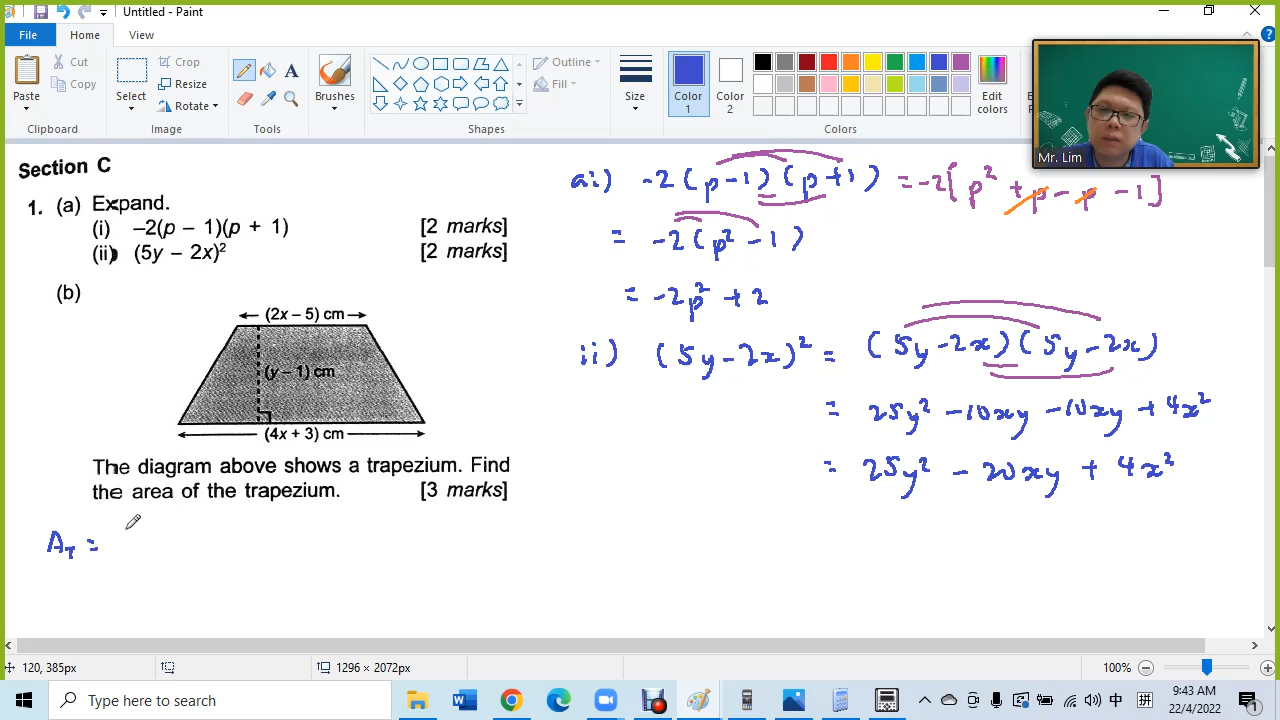 Untitled - Paint
File
Home
View
Paste
Cut
Copy
Clipboard
Select
Crop
Resize
Rotate
Image
Tools
Brushes
Outline
Fill
Shapes
Size
Color 1
Color 2
Edit colors
Colors
Mr. Lim
Section C
1. (a) Expand.
(i) –2(p – 1)(p + 1) [2 marks]
(ii) (5y – 2x)² [2 marks]
(b)
(2x – 5) cm
(y – 1) cm
(4x + 3) cm
The diagram above shows a trapezium. Find
the area of the trapezium. [3 marks]
A_T =
ai) -2(p-1)(p+1) = -2[p² + p - p - 1]
= -2(p² - 1)
= -2p² + 2
ii) (5y-2x)² = (5y-2x)(5y-2x)
= 25y² - 10xy - 10xy + 4x²
= 25y² - 20xy + 4x²
120, 385px
1296 × 2072px
100%
Type here to search
中
拼
9:43 AM
22/4/2022
1